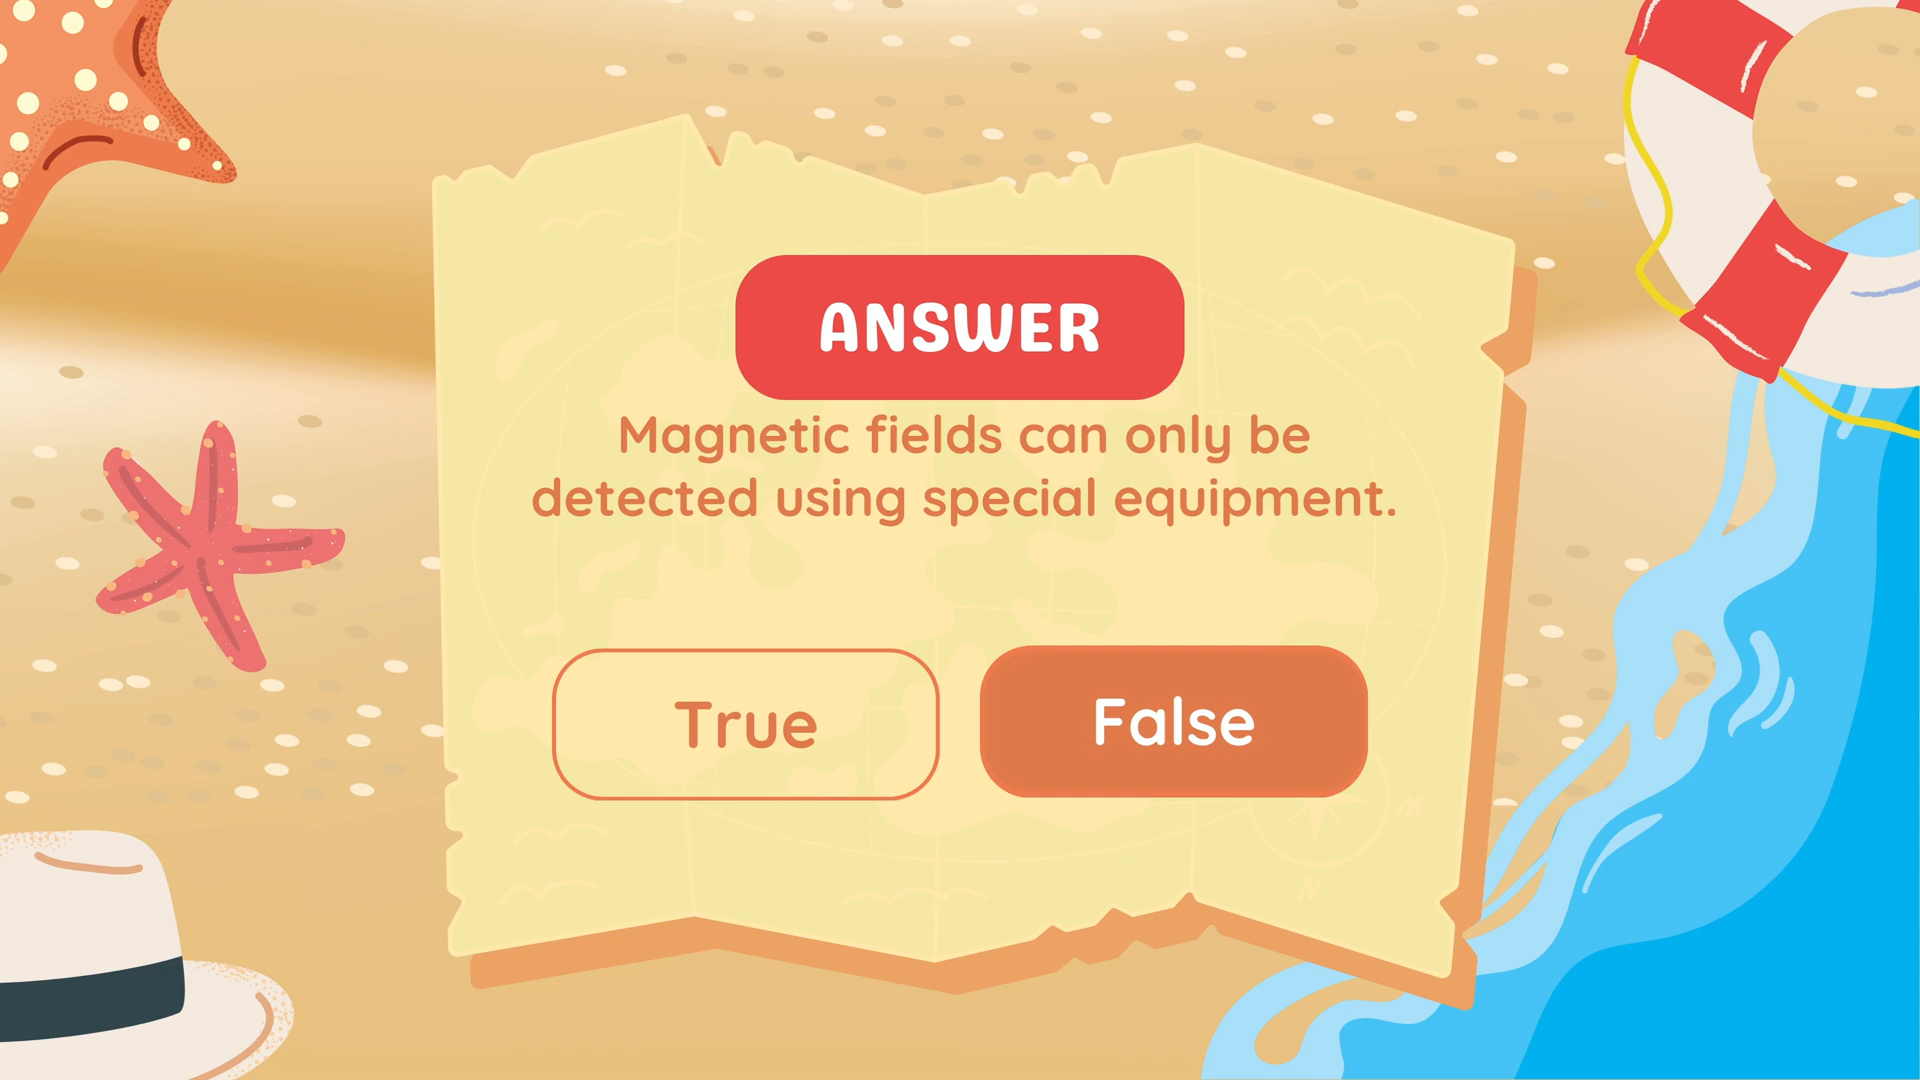 ANSWER
Magnetic fields can only be
detected using special equipment.
True
False
M
N